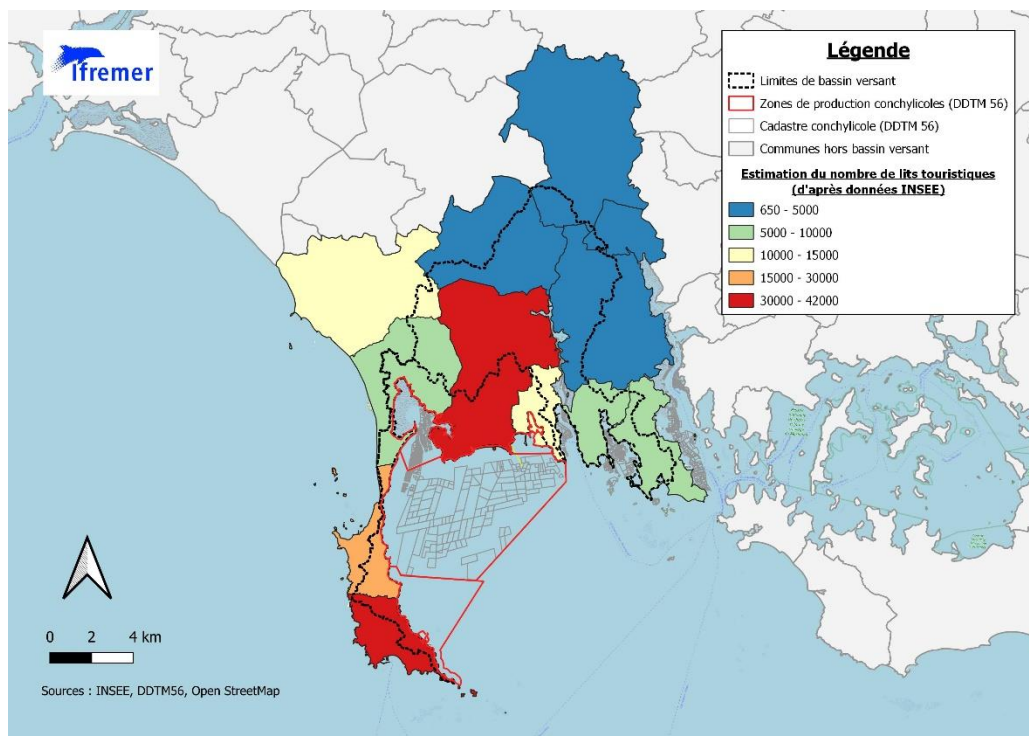 Ifremer
Légende
Limites de bassin versant
Zones de production conchylicoles (DDTM 56)
Cadastre conchylicole (DDTM 56)
Communes hors bassin versant
Estimation du nombre de lits touristiques
(d'après données INSEE)
650 - 5000
5000 - 10000
10000 - 15000
15000 - 30000
30000 - 42000
0 2 4 km
Sources : INSEE, DDTM56, Open StreetMap